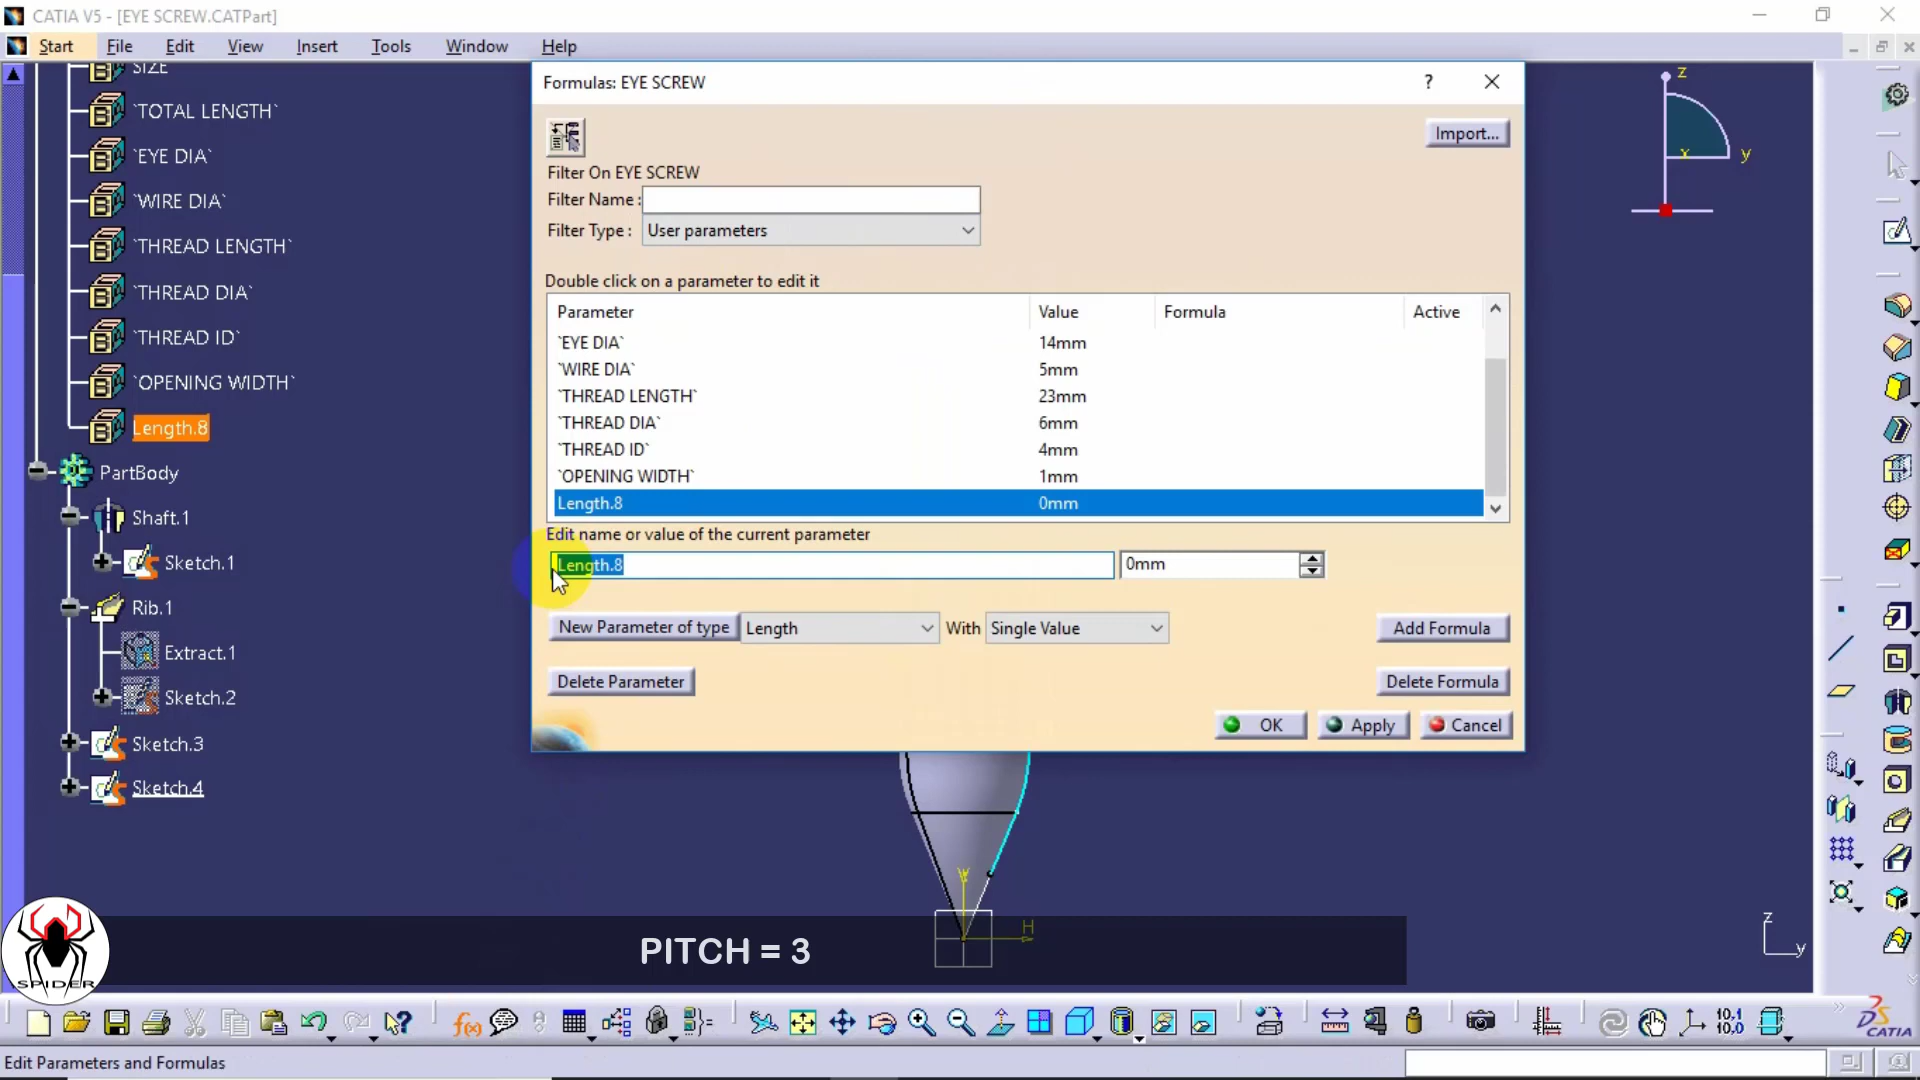 CATIA V5 - [EYE SCREW.CATPart]
Start File Edit View Insert Tools Window Help
SIZE
`TOTAL LENGTH`
`EYE DIA`
`WIRE DIA`
`THREAD LENGTH`
`THREAD DIA`
`THREAD ID`
`OPENING WIDTH`
Length.8
PartBody
Shaft.1
Sketch.1
Rib.1
Extract.1
Sketch.2
Sketch.3
Sketch.4
Formulas: EYE SCREW
?
Import...
Filter On EYE SCREW
Filter Name :
Filter Type : User parameters
Double click on a parameter to edit it
Parameter Value Formula Active
`EYE DIA` 14mm
`WIRE DIA` 5mm
`THREAD LENGTH` 23mm
`THREAD DIA` 6mm
`THREAD ID` 4mm
`OPENING WIDTH` 1mm
Length.8 0mm
Edit name or value of the current parameter
Length.8 0mm
New Parameter of type Length With Single Value Add Formula
Delete Parameter Delete Formula
OK Apply Cancel
z
x y
V
H
z
y
PITCH = 3
SPIDER
f(x)
10,1
10,0
CATIA
Edit Parameters and Formulas